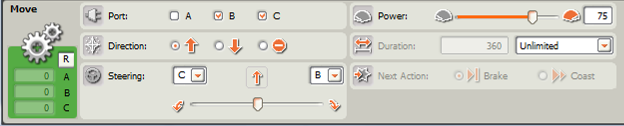 Move
Port: A B C
Power: 75
Direction:
Duration: 360 Unlimited
R
0 A
0 B
0 C
Steering: C B
Next Action: Brake Coast